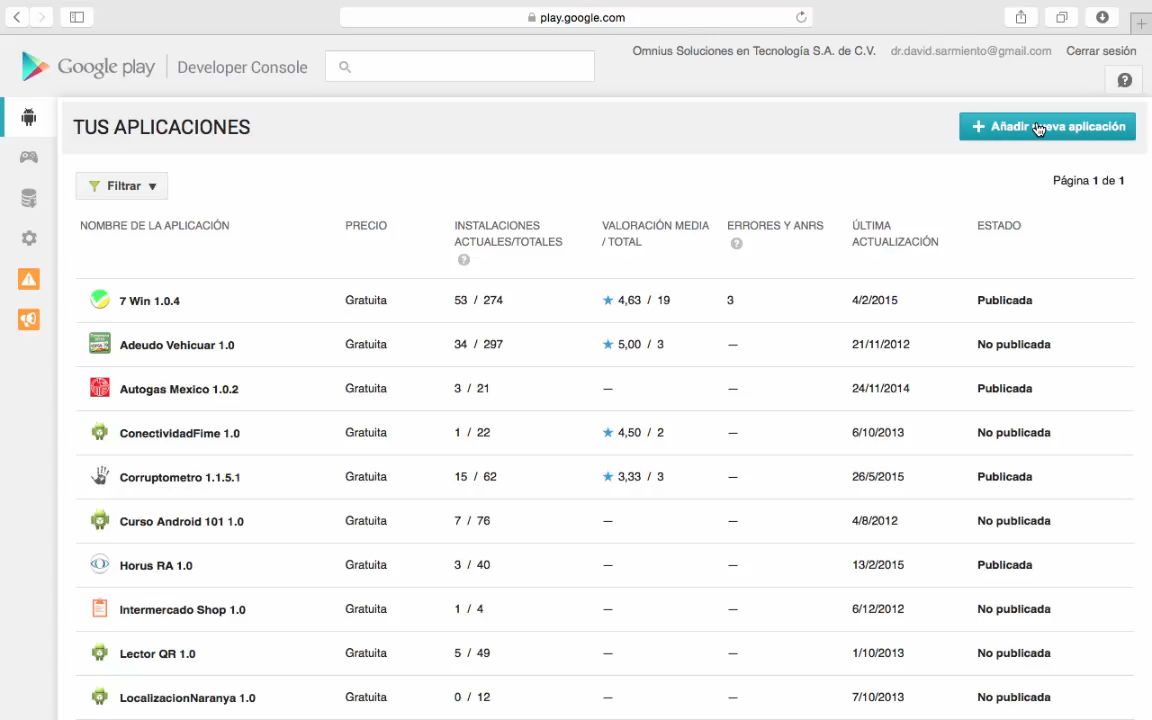 play.google.com
Google play Developer Console
Omnius Soluciones en Tecnología S.A. de C.V. dr.david.sarmiento@gmail.com Cerrar sesión
TUS APLICACIONES
+ Añadir nueva aplicación
Filtrar
Página 1 de 1
NOMBRE DE LA APLICACIÓN PRECIO INSTALACIONES ACTUALES/TOTALES VALORACIÓN MEDIA / TOTAL ERRORES Y ANRS ÚLTIMA ACTUALIZACIÓN ESTADO
7 Win 1.0.4 Gratuita 53 / 274 ★ 4,63 / 19 3 4/2/2015 Publicada
Adeudo Vehicuar 1.0 Gratuita 34 / 297 ★ 5,00 / 3 — 21/11/2012 No publicada
Autogas Mexico 1.0.2 Gratuita 3 / 21 — — 24/11/2014 Publicada
ConectividadFime 1.0 Gratuita 1 / 22 ★ 4,50 / 2 — 6/10/2013 No publicada
Corruptometro 1.1.5.1 Gratuita 15 / 62 ★ 3,33 / 3 — 26/5/2015 Publicada
Curso Android 101 1.0 Gratuita 7 / 76 — — 4/8/2012 No publicada
Horus RA 1.0 Gratuita 3 / 40 — — 13/2/2015 Publicada
Intermercado Shop 1.0 Gratuita 1 / 4 — — 6/12/2012 No publicada
Lector QR 1.0 Gratuita 5 / 49 — — 1/10/2013 No publicada
LocalizacionNaranya 1.0 Gratuita 0 / 12 — — 7/10/2013 No publicada